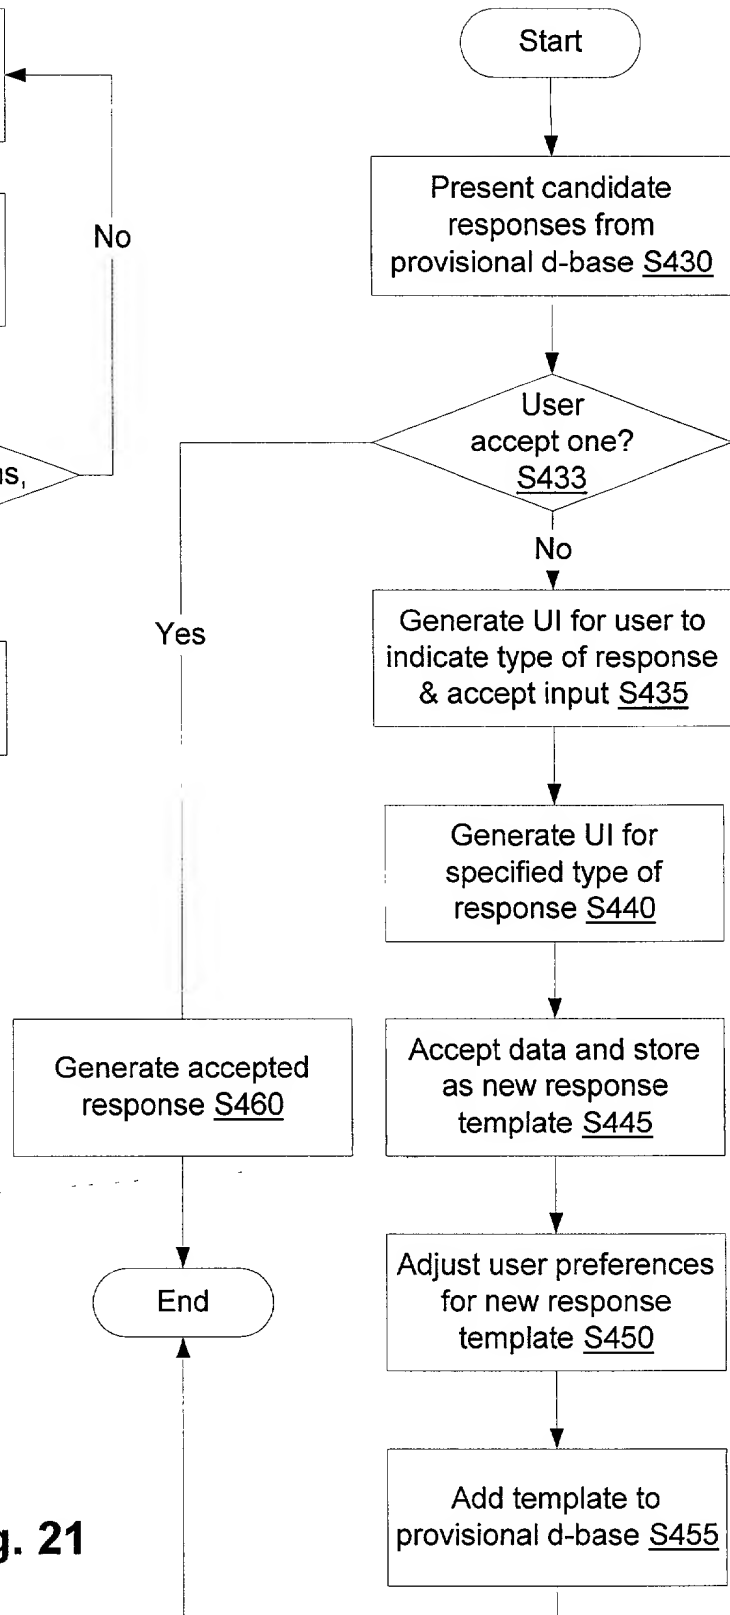 Start
Present candidate
responses from
provisional d-base S430
No
User
accept one?
S433
No
Generate UI for user to
indicate type of response
& accept input S435
Yes
Generate UI for
specified type of
response S440
Accept data and store
as new response
template S445
Generate accepted
response S460
Adjust user preferences
for new response
template S450
End
Add template to
provisional d-base S455
21